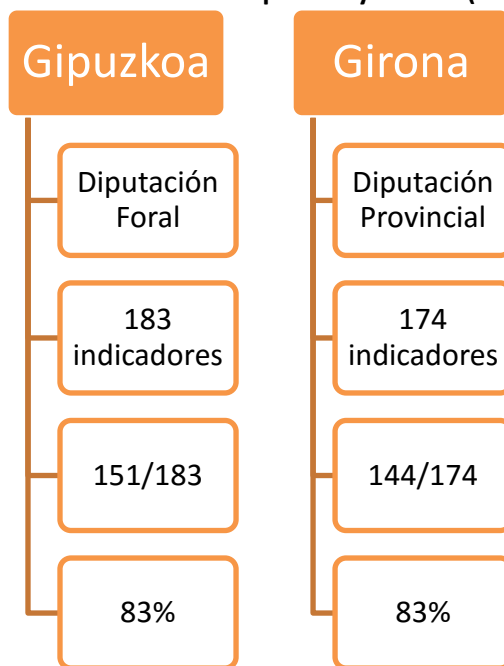 Gipuzkoa
Diputación
Foral
183
indicadores
151/183
83%
Girona
Diputación
Provincial
174
indicadores
144/174
83%